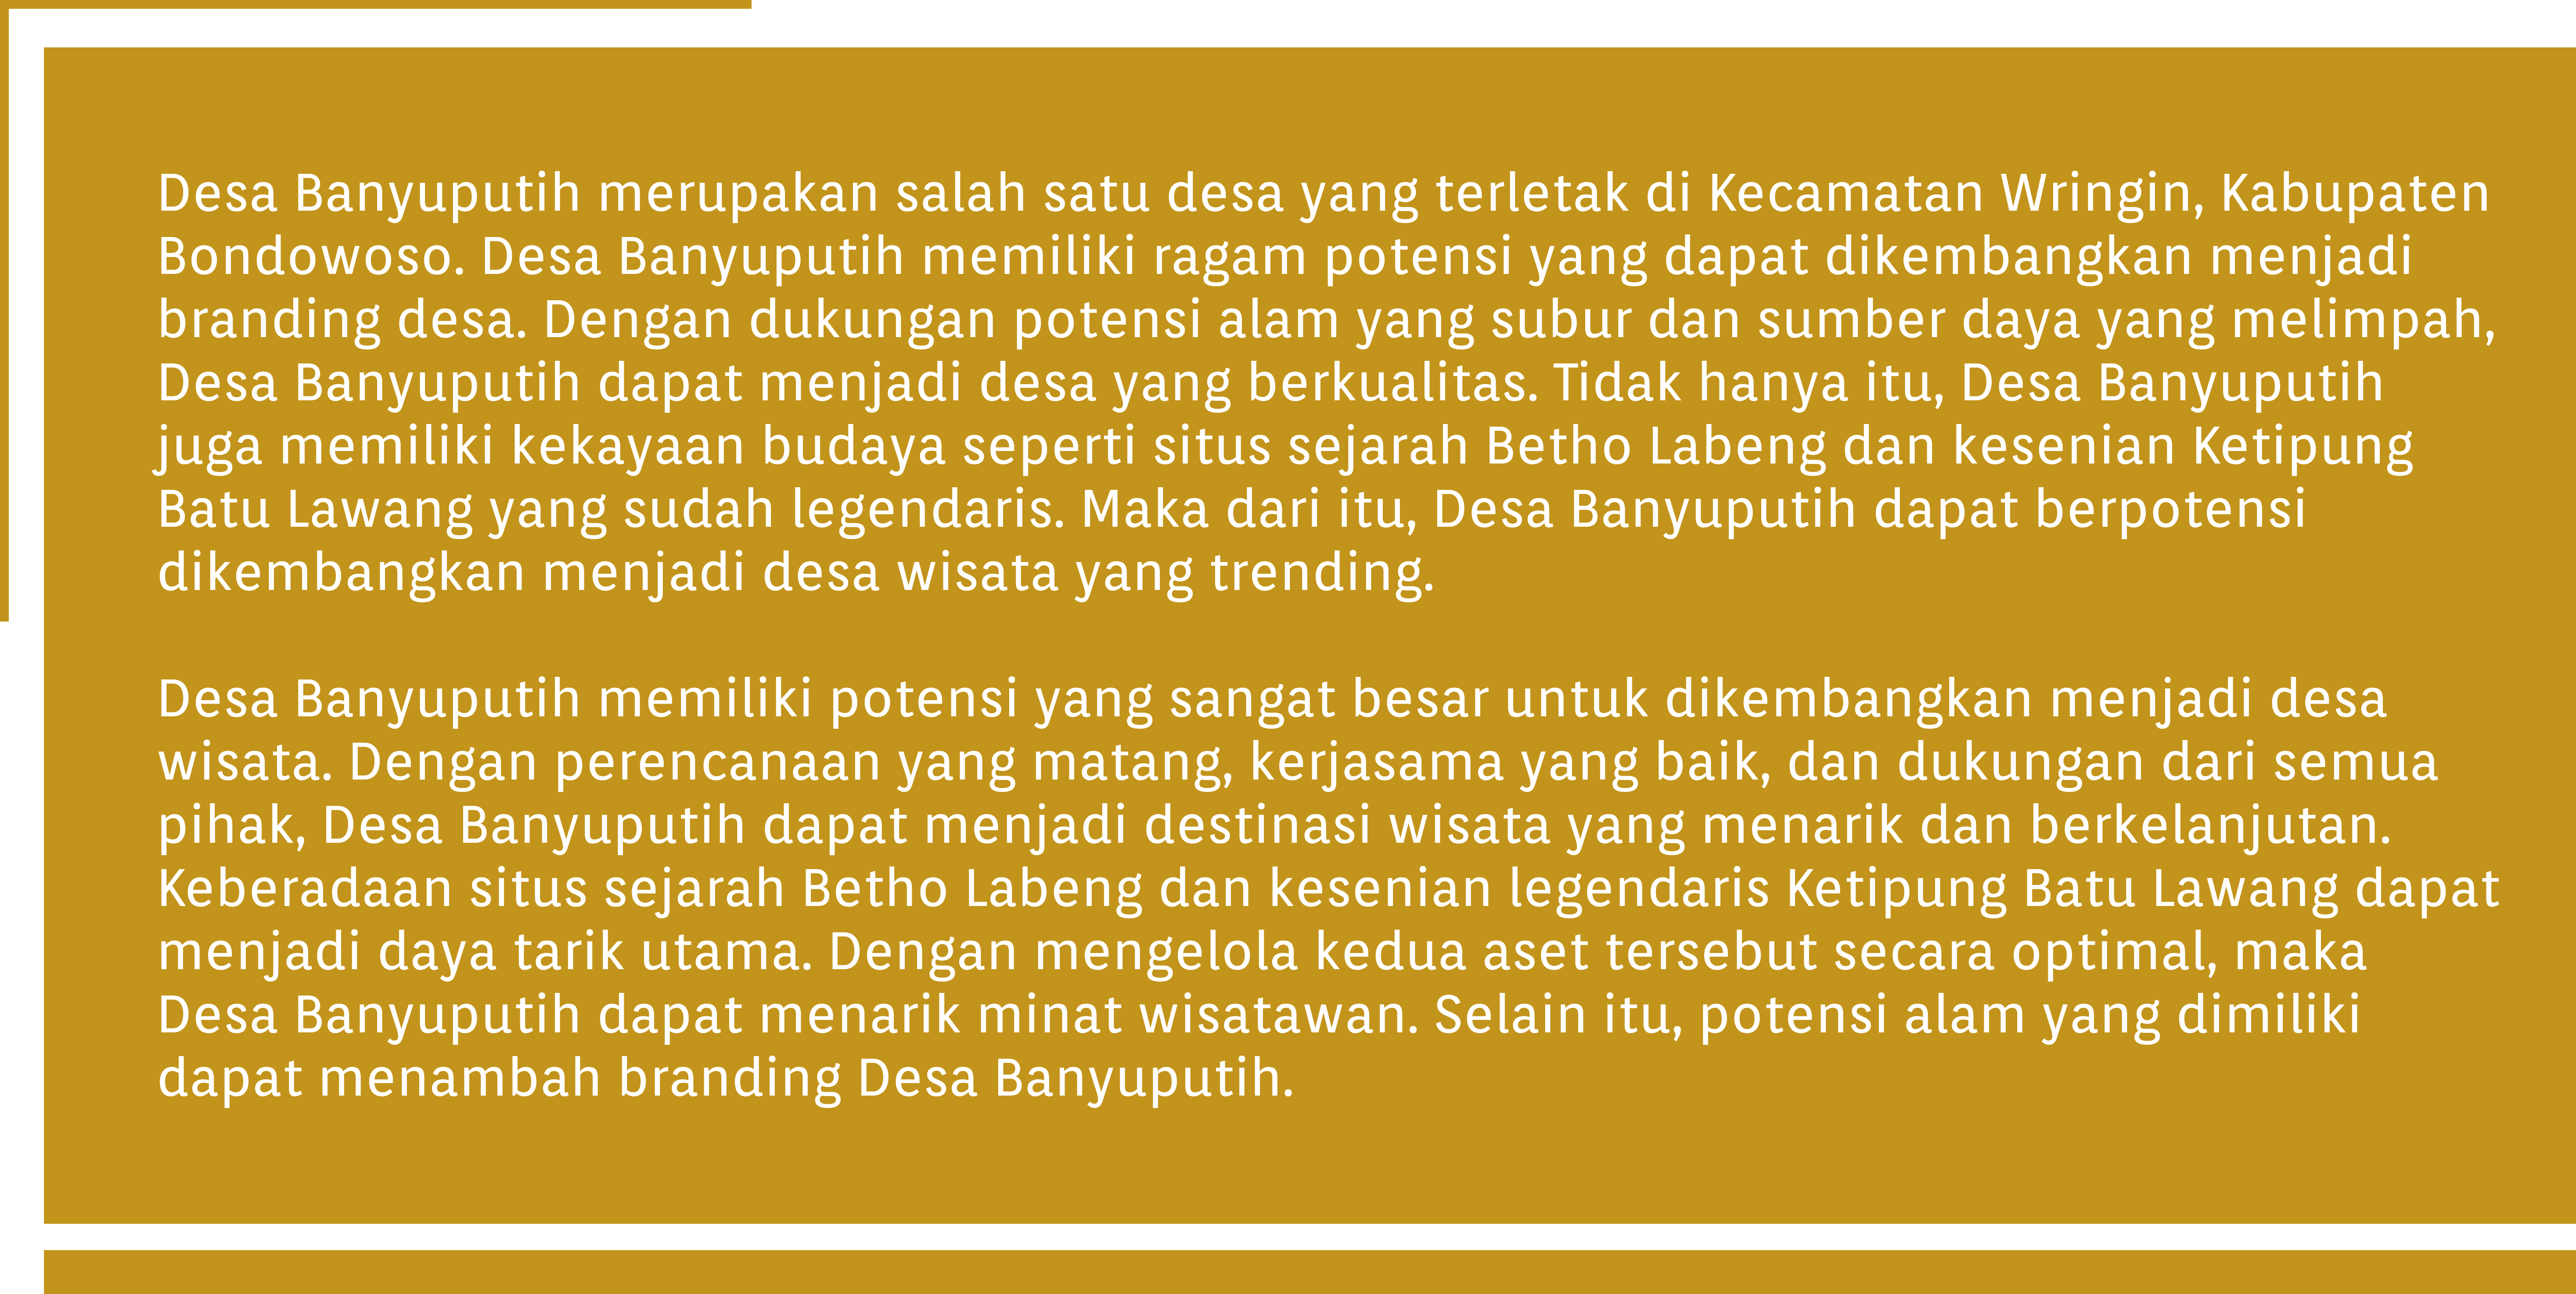 Desa Banyuputih merupakan salah satu desa yang terletak di Kecamatan Wringin, Kabupaten
Bondowoso. Desa Banyuputih memiliki ragam potensi yang dapat dikembangkan menjadi
branding desa. Dengan dukungan potensi alam yang subur dan sumber daya yang melimpah,
Desa Banyuputih dapat menjadi desa yang berkualitas. Tidak hanya itu, Desa Banyuputih
juga memiliki kekayaan budaya seperti situs sejarah Betho Labeng dan kesenian Ketipung
Batu Lawang yang sudah legendaris. Maka dari itu, Desa Banyuputih dapat berpotensi
dikembangkan menjadi desa wisata yang trending.
Desa Banyuputih memiliki potensi yang sangat besar untuk dikembangkan menjadi desa
wisata. Dengan perencanaan yang matang, kerjasama yang baik, dan dukungan dari semua
pihak, Desa Banyuputih dapat menjadi destinasi wisata yang menarik dan berkelanjutan.
Keberadaan situs sejarah Betho Labeng dan kesenian legendaris Ketipung Batu Lawang dapat
menjadi daya tarik utama. Dengan mengelola kedua aset tersebut secara optimal, maka
Desa Banyuputih dapat menarik minat wisatawan. Selain itu, potensi alam yang dimiliki
dapat menambah branding Desa Banyuputih.